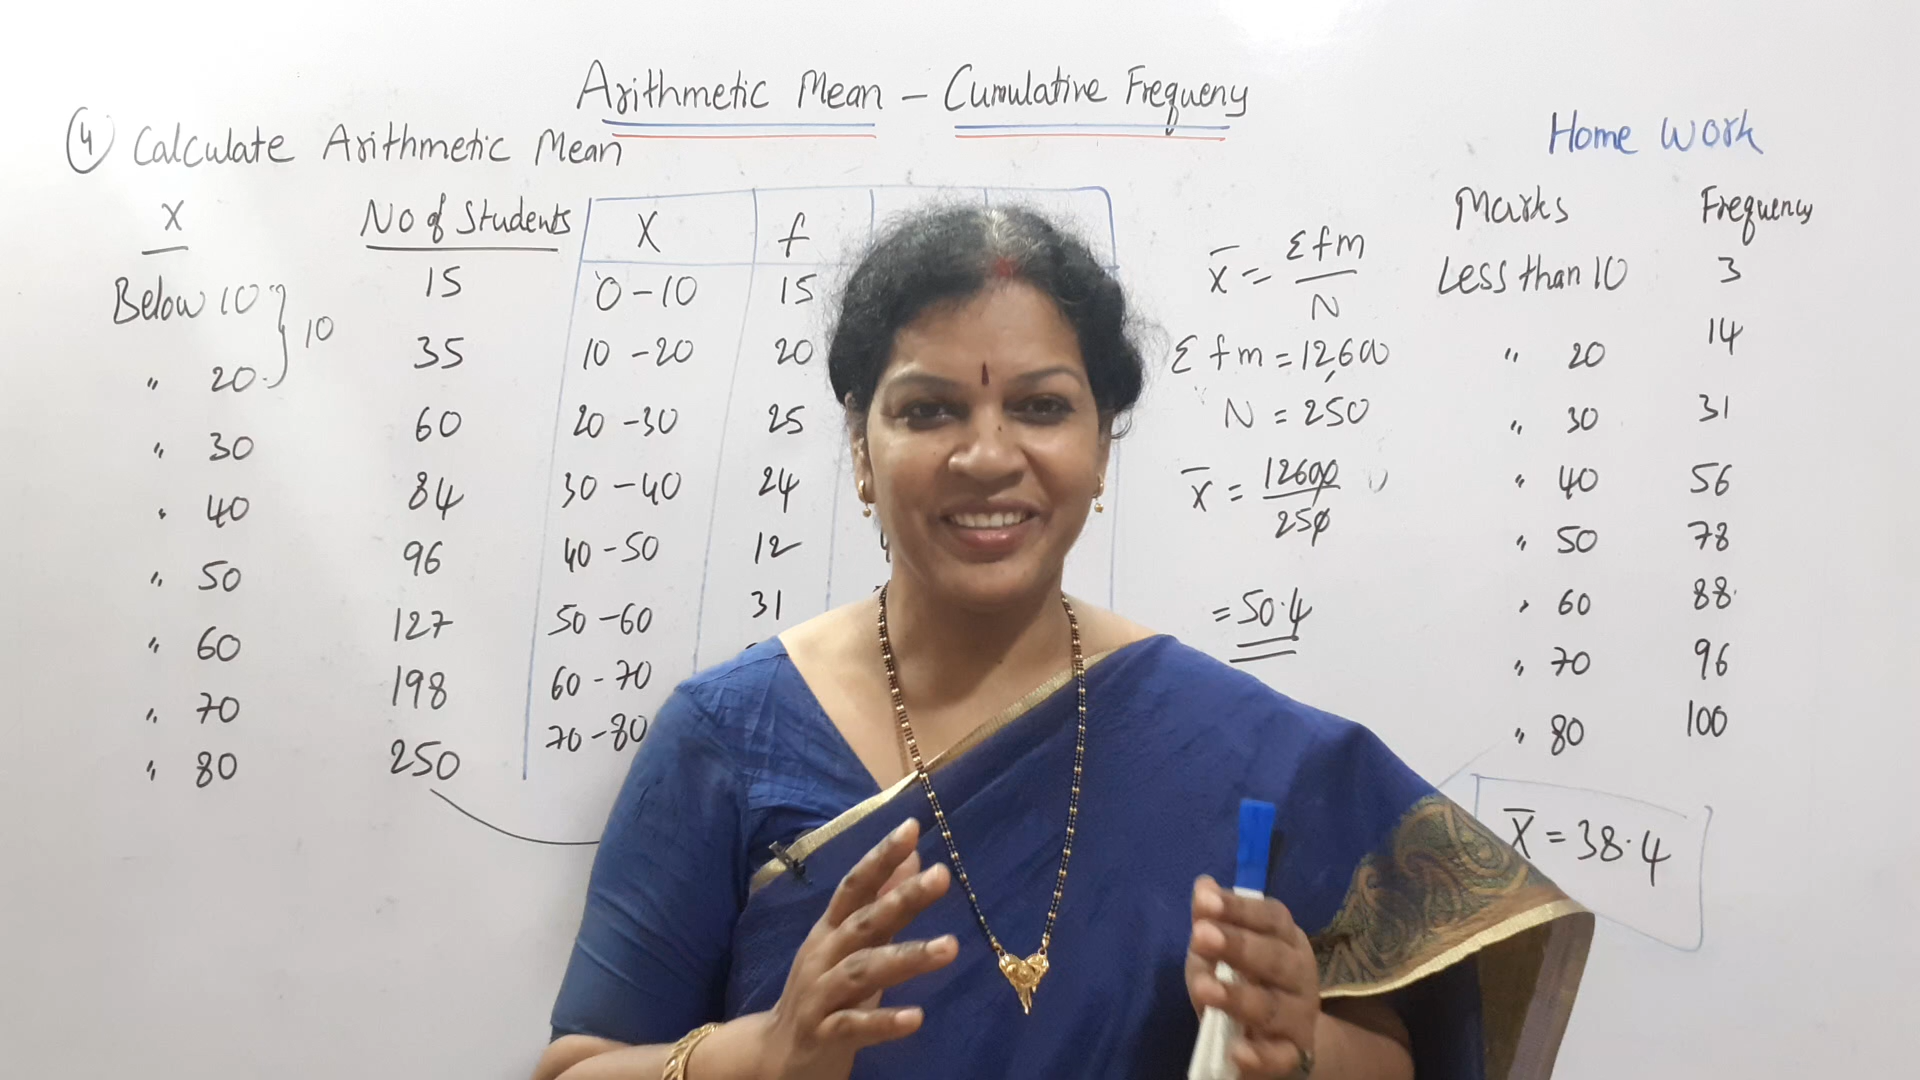 Arithmetic Mean – Cumulative Frequeny
④ Calculate Arithmetic Mean
X No of Students
Below 10 15
" 20 35
10
" 30 60
" 40 84
" 50 96
" 60 127
" 70 198
" 80 250
X f
0-10 15
10-20 20
20-30 25
30-40 24
40-50 12
50-60 31
60-70
70-80
X̄ = Σfm / N
Σfm = 12,600
N = 250
X̄ = 12600 / 250
= 50.4
Home Work
Marks Frequency
Less than 10 3
" 20 14
" 30 31
" 40 56
" 50 78
" 60 88
" 70 96
" 80 100
X̄ = 38.4